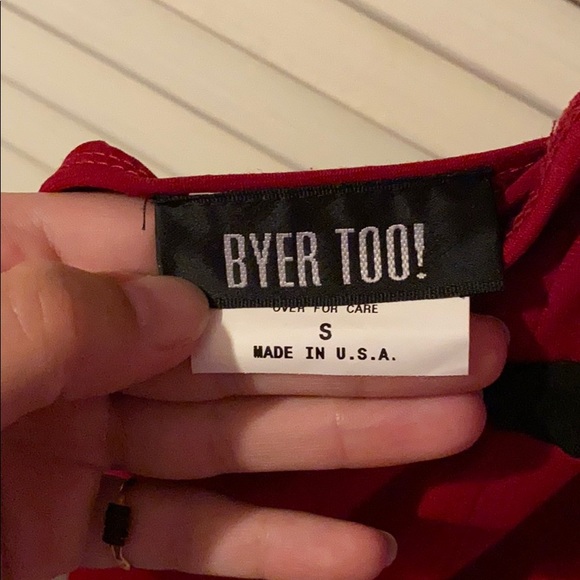 BYER TOO!
OVER FOR CARE
S
MADE IN U.S.A.